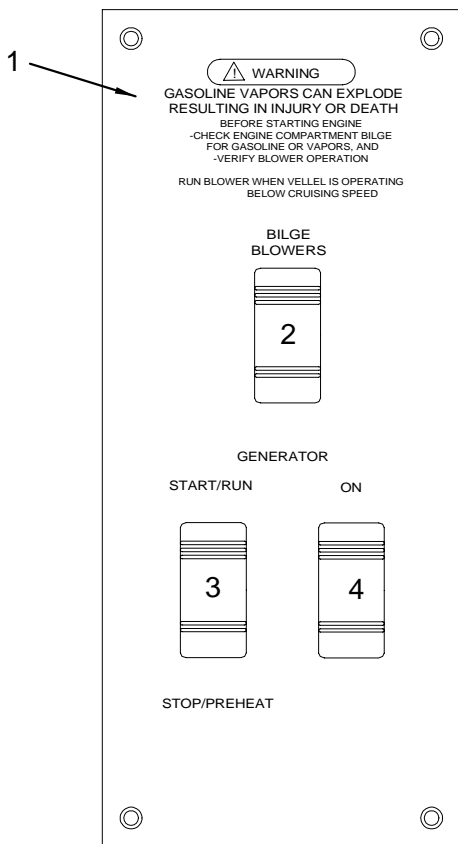 1
WARNING
GASOLINE VAPORS CAN EXPLODE
RESULTING IN INJURY OR DEATH
BEFORE STARTING ENGINE
-CHECK ENGINE COMPARTMENT BILGE
FOR GASOLINE OR VAPORS, AND
-VERIFY BLOWER OPERATION
RUN BLOWER WHEN VELLEL IS OPERATING
BELOW CRUISING SPEED
BILGE
BLOWERS
2
GENERATOR
START/RUN ON
3 4
STOP/PREHEAT